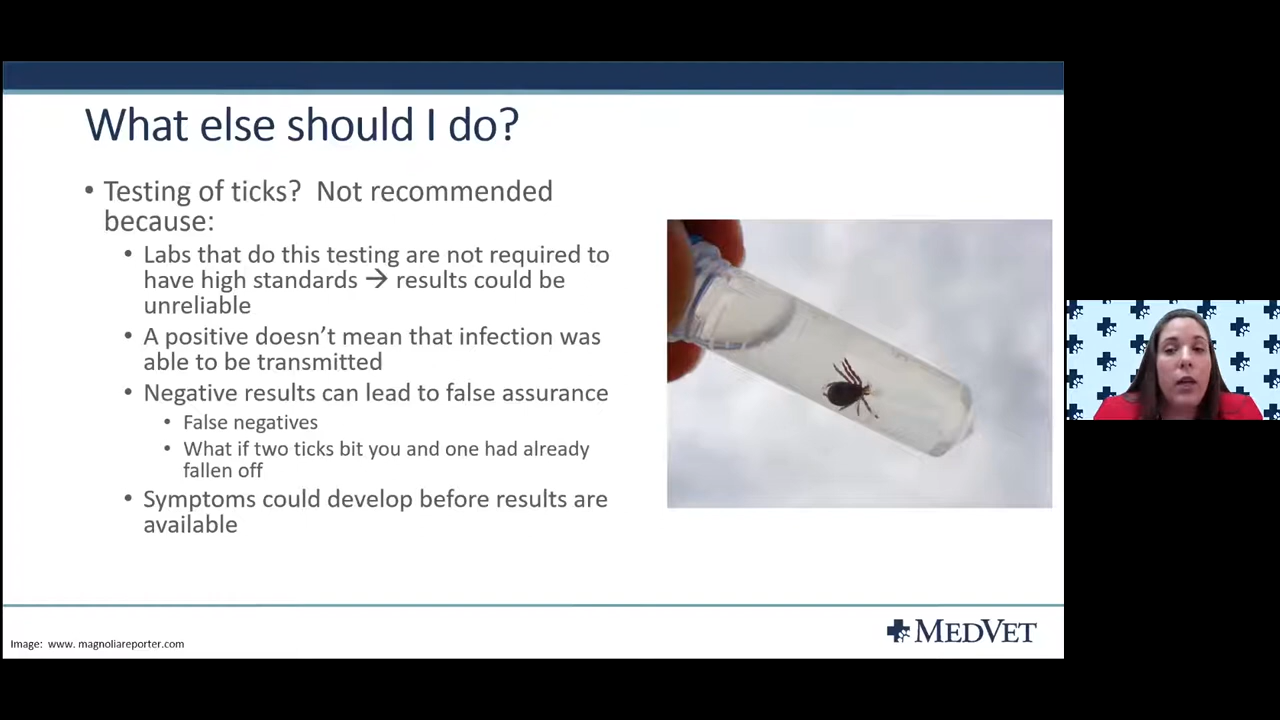 What else should I do?
• Testing of ticks?  Not recommended
because:
• Labs that do this testing are not required to
have high standards → results could be
unreliable
• A positive doesn’t mean that infection was
able to be transmitted
• Negative results can lead to false assurance
• False negatives
• What if two ticks bit you and one had already
fallen off
• Symptoms could develop before results are
available
Image:  www. magnoliareporter.com
MEDVET